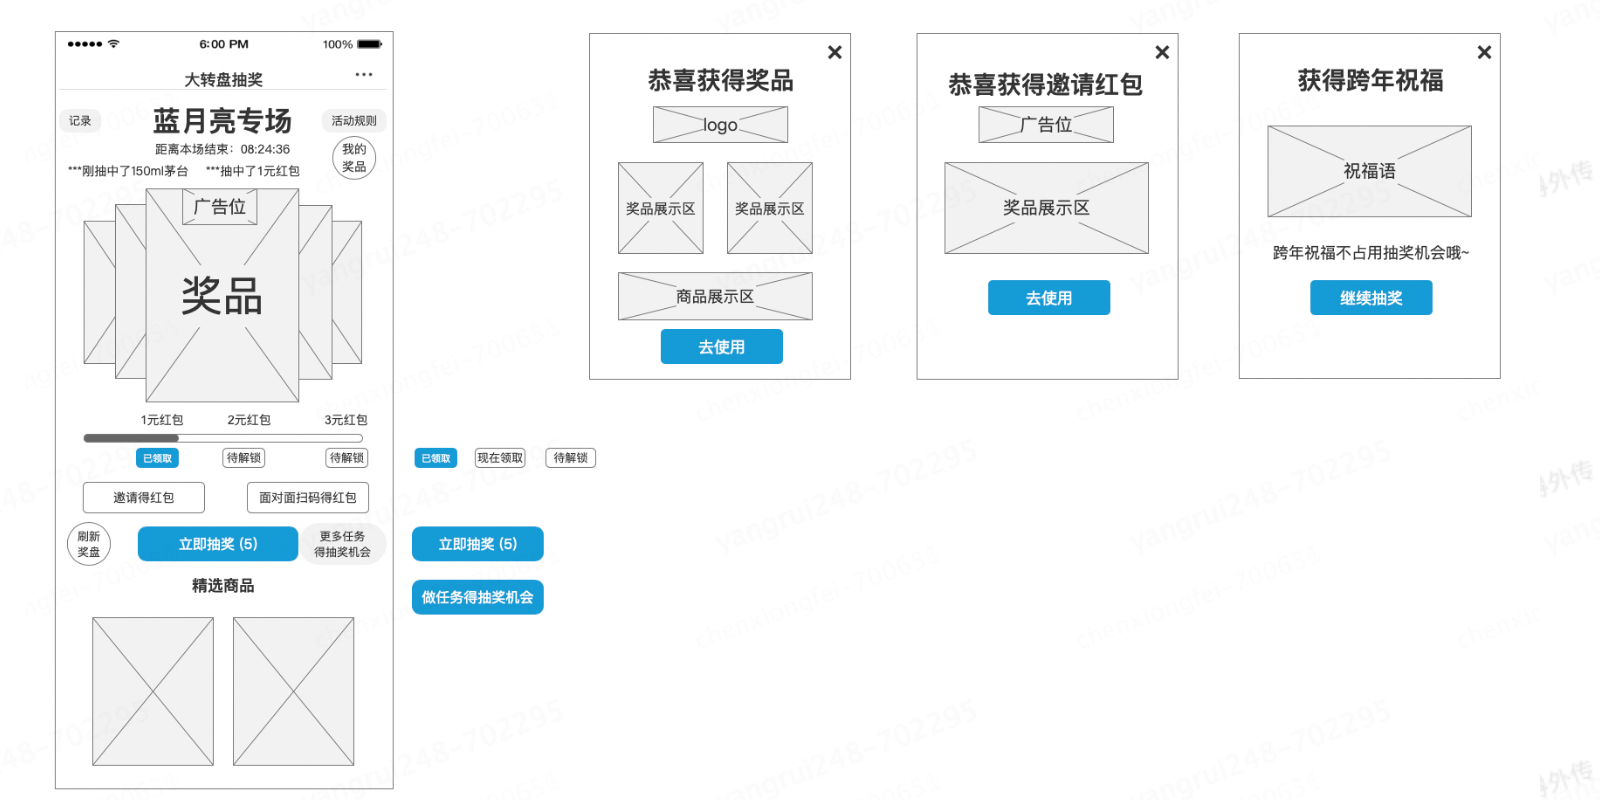 6:00 PM
100%
大转盘抽奖
记录
蓝月亮专场
活动规则
距离本场结束：08:24:36
我的
奖品
***刚抽中了150ml茅台
***抽中了1元红包
广告位
奖品
1元红包
2元红包
3元红包
已领取
待解锁
待解锁
邀请得红包
面对面扫码得红包
刷新
奖盘
立即抽奖 (5)
更多任务
得抽奖机会
精选商品
已领取
现在领取
待解锁
立即抽奖 (5)
做任务得抽奖机会
恭喜获得奖品
logo
奖品展示区
奖品展示区
商品展示区
去使用
恭喜获得邀请红包
广告位
奖品展示区
去使用
获得跨年祝福
祝福语
跨年祝福不占用抽奖机会哦~
继续抽奖
yangrui248-702295
chenxiongfei-700654
外传